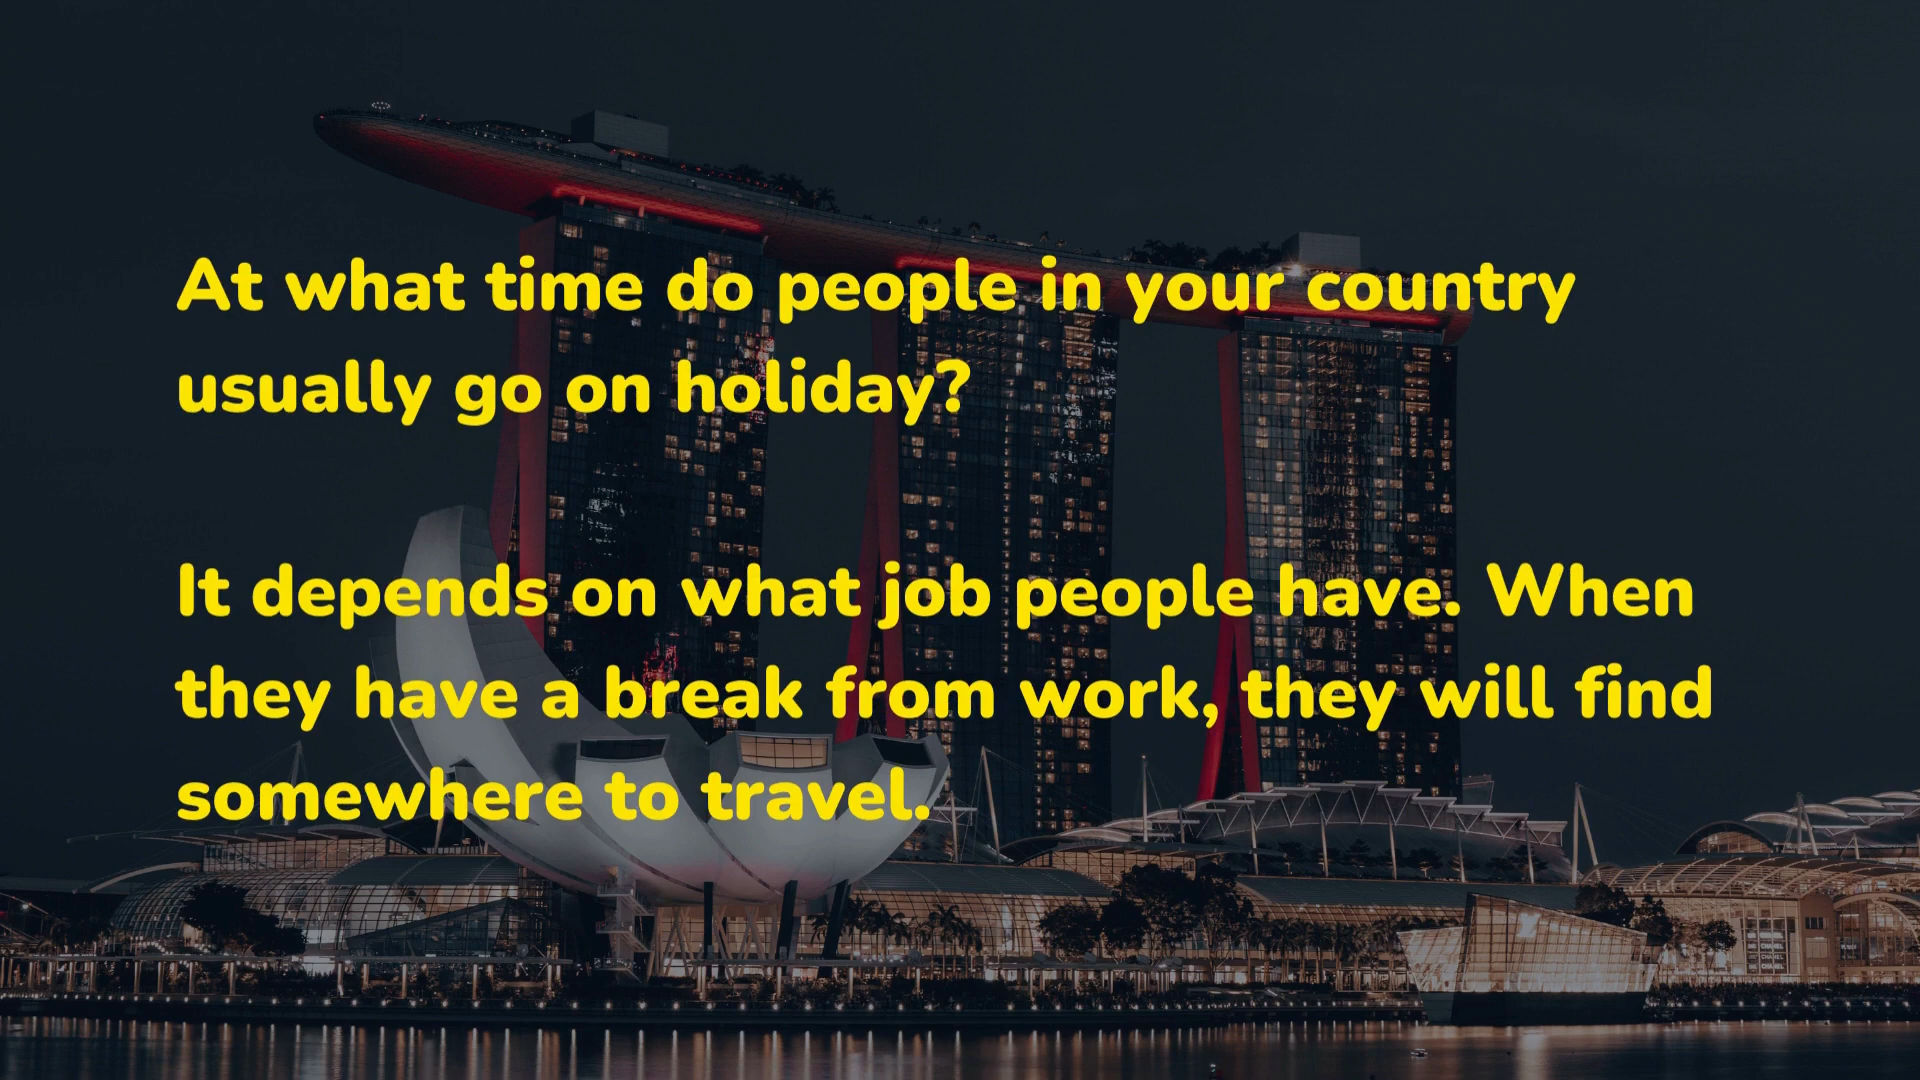 At what time do people in your country
usually go on holiday?
It depends on what job people have. When
they have a break from work, they will find
somewhere to travel.